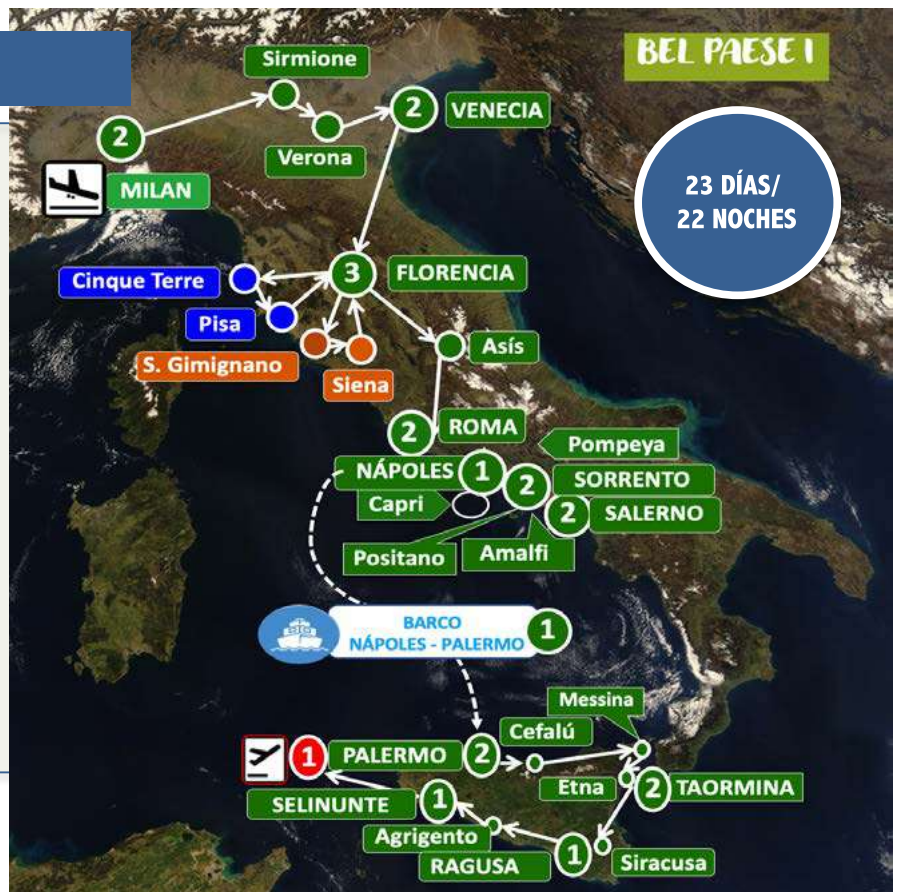 BEL PAESE I
23 DÍAS/
22 NOCHES
Sirmione
2
VENECIA
2
Verona
MILAN
Cinque Terre
3
FLORENCIA
Pisa
S. Gimignano
Siena
Asís
2
ROMA
Pompeya
NÁPOLES
1
2
SORRENTO
Capri
2
SALERNO
Positano
Amalfi
BARCO
NÁPOLES - PALERMO
1
Messina
Cefalú
1
PALERMO
2
Etna
2
TAORMINA
SELINUNTE
1
Agrigento
RAGUSA
1
Siracusa